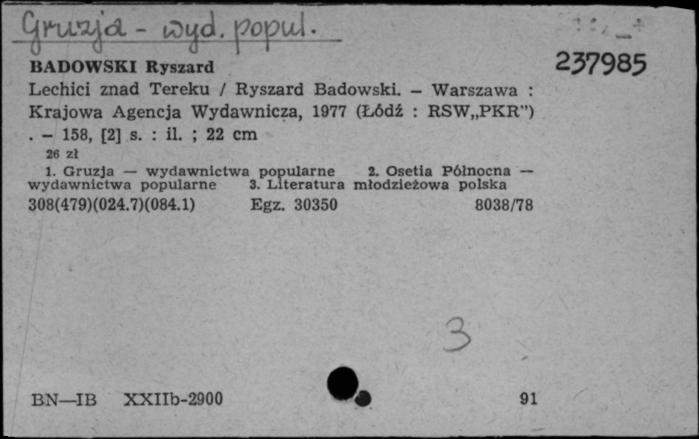 Gruzja - wyd. popul.
237985
BADOWSKI Ryszard
Lechici znad Tereku / Ryszard Badowski. — Warszawa :
Krajowa Agencja Wydawnicza, 1977 (Łódź : RSW„PKR”)
. — 158, [2] s. : il. ; 22 cm
26 zł
1. Gruzja — wydawnictwa popularne 2. Osetia Północna —
wydawnictwa popularne 3. Literatura młodzieżowa polska
308(479)(024.7)(084.1) Egz. 30350 8038/78
3
BN—IB XXIIb-2900 91